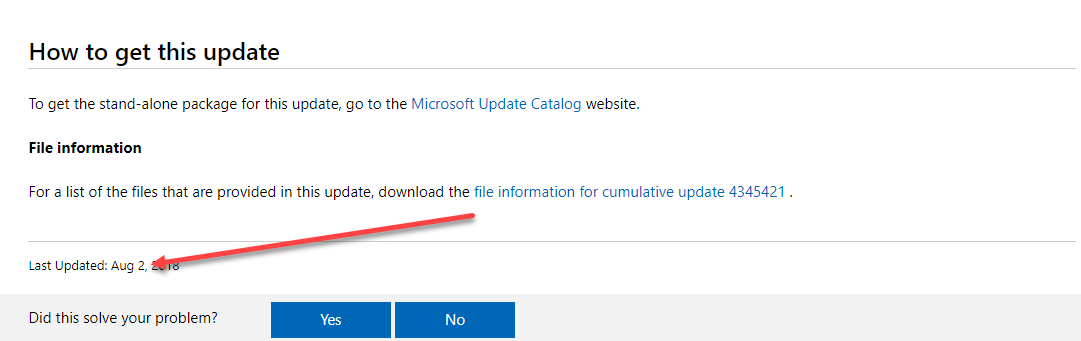 How to get this update
To get the stand-alone package for this update, go to the Microsoft Update Catalog website.
File information
For a list of the files that are provided in this update, download the file information for cumulative update 4345421 .
Last Updated: Aug 2, 2018
Did this solve your problem? Yes No